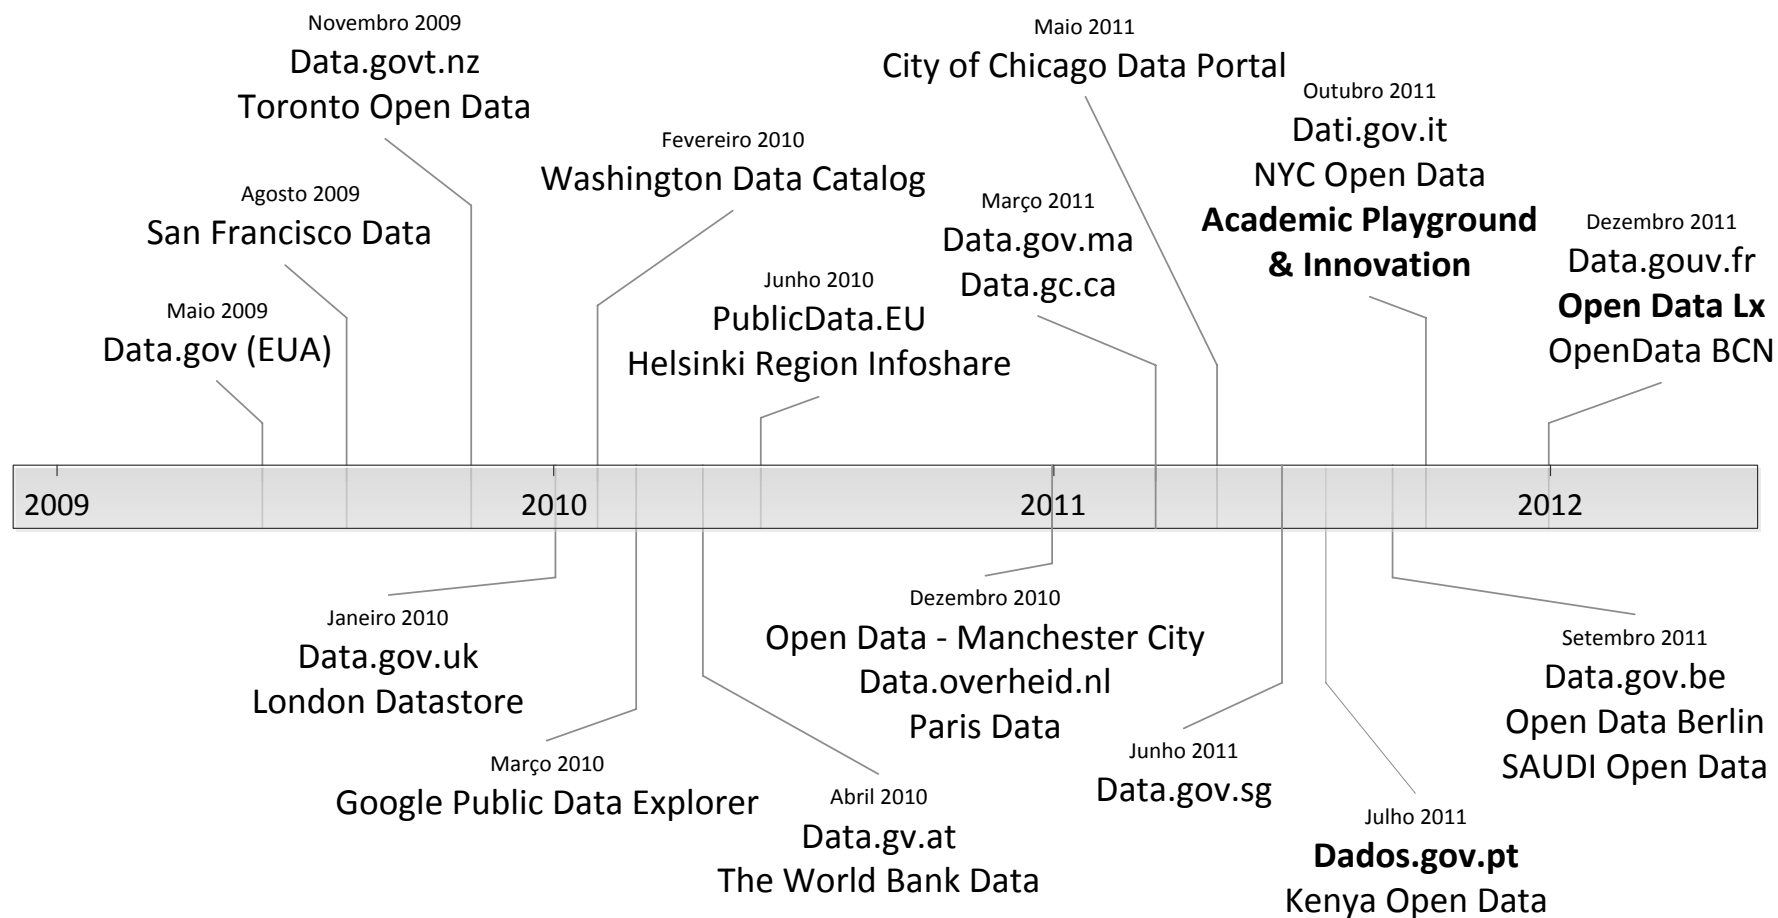 Novembro 2009
Data.govt.nz
Toronto Open Data
Maio 2011
City of Chicago Data Portal
Outubro 2011
Dati.gov.it
NYC Open Data
Academic Playground
& Innovation
Fevereiro 2010
Washington Data Catalog
Agosto 2009
San Francisco Data
Março 2011
Data.gov.ma
Data.gc.ca
Dezembro 2011
Data.gouv.fr
Open Data Lx
OpenData BCN
Junho 2010
PublicData.EU
Helsinki Region Infoshare
Maio 2009
Data.gov (EUA)
2009
2010
2011
2012
Janeiro 2010
Data.gov.uk
London Datastore
Março 2010
Google Public Data Explorer
Abril 2010
Data.gv.at
The World Bank Data
Dezembro 2010
Open Data - Manchester City
Data.overheid.nl
Paris Data
Junho 2011
Data.gov.sg
Julho 2011
Dados.gov.pt
Kenya Open Data
Setembro 2011
Data.gov.be
Open Data Berlin
SAUDI Open Data